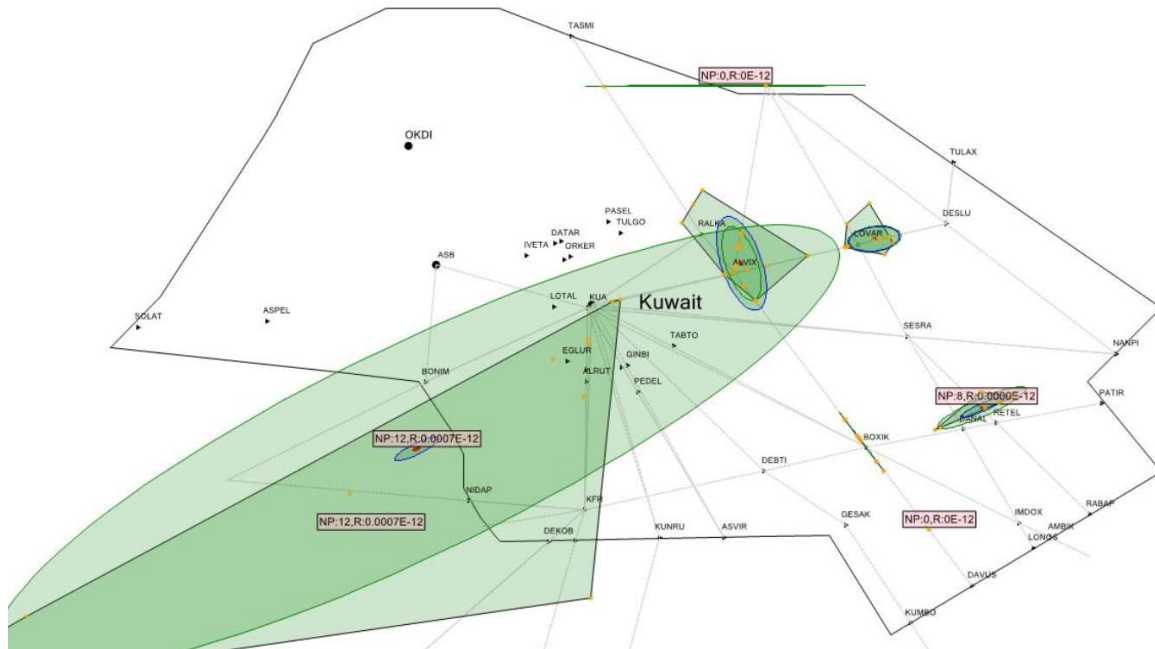 TASMI
NP:0,R:0E-12
OKDI
TULAX
PASEL
TULGO
RALKA
DESLU
DATAR
IVETA
ORKER
LOVAR
ASB
ALVIX
LOTAL
KUA
Kuwait
SOLAT
ASPEL
SESRA
TABTO
NANPI
EGLUR
GINBI
BONIM
ALRUT
PEDEL
NP:8,R:0.0000E-12
PATIR
RETEL
NP:12,R:0.0007E-12
BOXIK
DEBTI
NIDAP
KFR
NP:12,R:0.0007E-12
NP:0,R:0E-12
GESAK
IMDOX
RABAP
DEKOB
KUNRU
ASVIR
AMBIK
LONOS
DAVUS
KUMBO